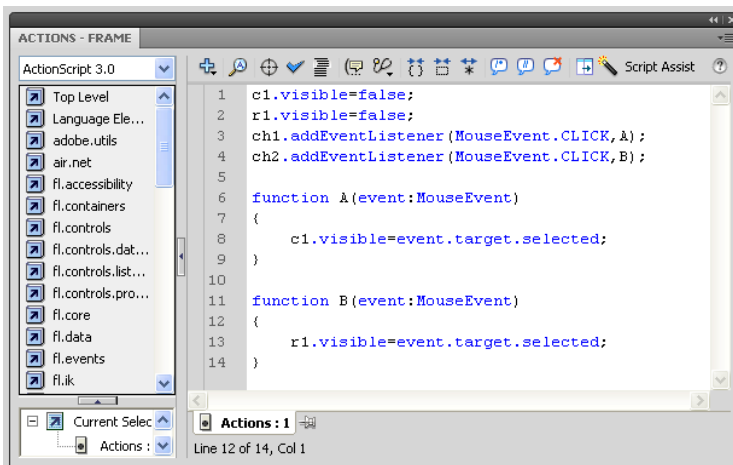 ACTIONS - FRAME
ActionScript 3.0
Script Assist
Top Level
Language Ele...
adobe.utils
air.net
fl.accessibility
fl.containers
fl.controls
fl.controls.dat...
fl.controls.list...
fl.controls.pro...
fl.core
fl.data
fl.events
fl.ik
Current Selec
Actions :
1 c1.visible=false;
2 r1.visible=false;
3 ch1.addEventListener(MouseEvent.CLICK,A);
4 ch2.addEventListener(MouseEvent.CLICK,B);
5
6 function A(event:MouseEvent)
7 {
8 c1.visible=event.target.selected;
9 }
10
11 function B(event:MouseEvent)
12 {
13 r1.visible=event.target.selected;
14 }
Actions : 1
Line 12 of 14, Col 1